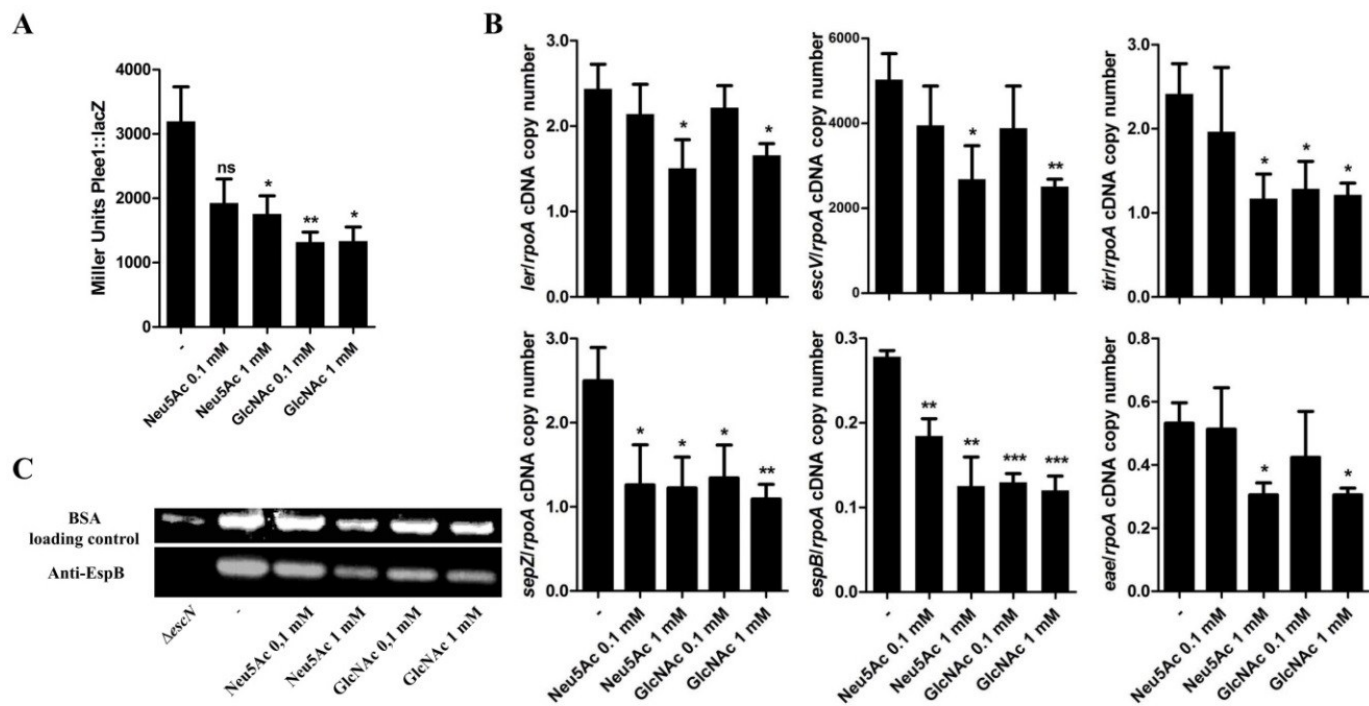 A
Miller Units Plee1::lacZ
4000
3000
2000
1000
0
ns
*
**
*
-
Neu5Ac 0.1 mM
Neu5Ac 1 mM
GlcNAc 0.1 mM
GlcNAc 1 mM
B
ler/rpoA cDNA copy number
3.0
2.0
1.0
0.0
*
*
escV/rpoA cDNA copy number
6000
4000
2000
0
*
**
tir/rpoA cDNA copy number
3.0
2.0
1.0
0.0
*
*
*
sepZ/rpoA cDNA copy number
3.0
2.0
1.0
0.0
*
*
*
**
-
Neu5Ac 0.1 mM
Neu5Ac 1 mM
GlcNAc 0.1 mM
GlcNAc 1 mM
espB/rpoA cDNA copy number
0.3
0.2
0.1
0.0
**
**
***
***
-
Neu5Ac 0.1 mM
Neu5Ac 1 mM
GlcNAc 0.1 mM
GlcNAc 1 mM
eae/rpoA cDNA copy number
0.8
0.6
0.4
0.2
0.0
*
*
-
Neu5Ac 0.1 mM
Neu5Ac 1 mM
GlcNAc 0.1 mM
GlcNAc 1 mM
C
BSA
loading control
Anti-EspB
ΔescN
-
Neu5Ac 0,1 mM
Neu5Ac 1 mM
GlcNAc 0,1 mM
GlcNAc 1 mM